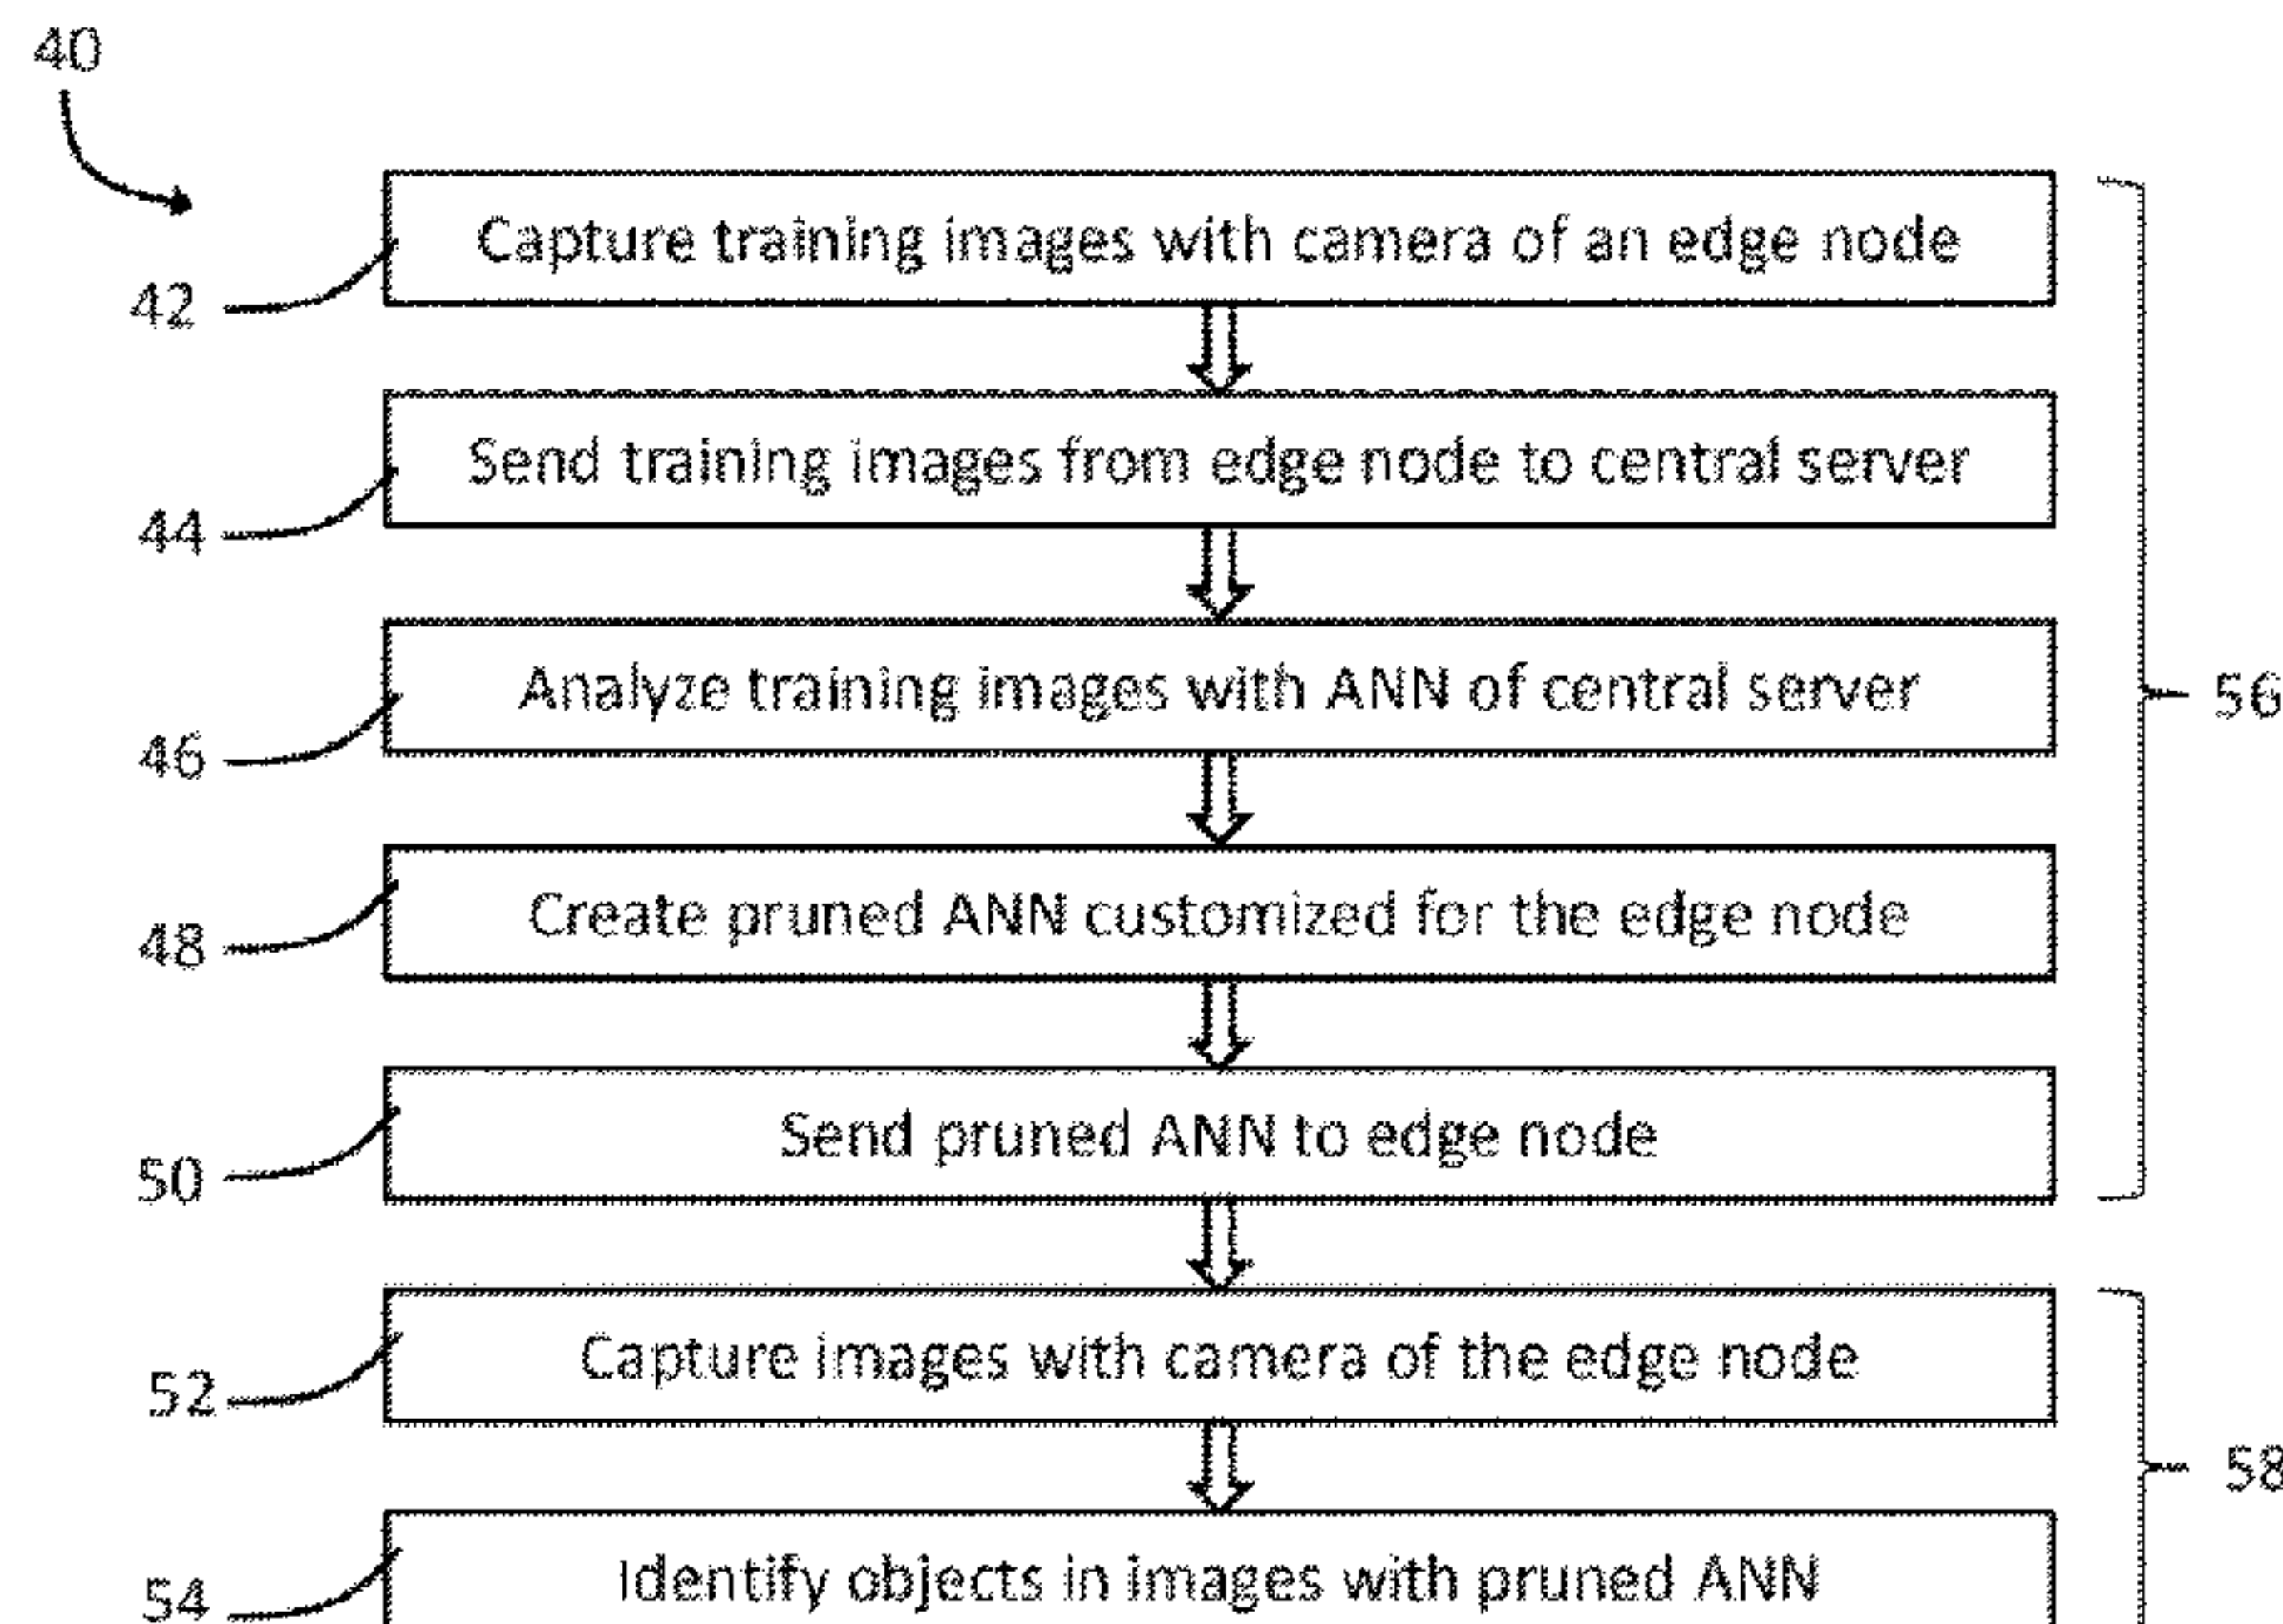 40
Capture training images with camera of an edge node
42
Send training images from edge node to central server
44
Analyze training images with ANN of central server
46
56
Create pruned ANN customized for the edge node
48
Send pruned ANN to edge node
50
Capture images with camera of the edge node
52
58
Identify objects in images with pruned ANN
54